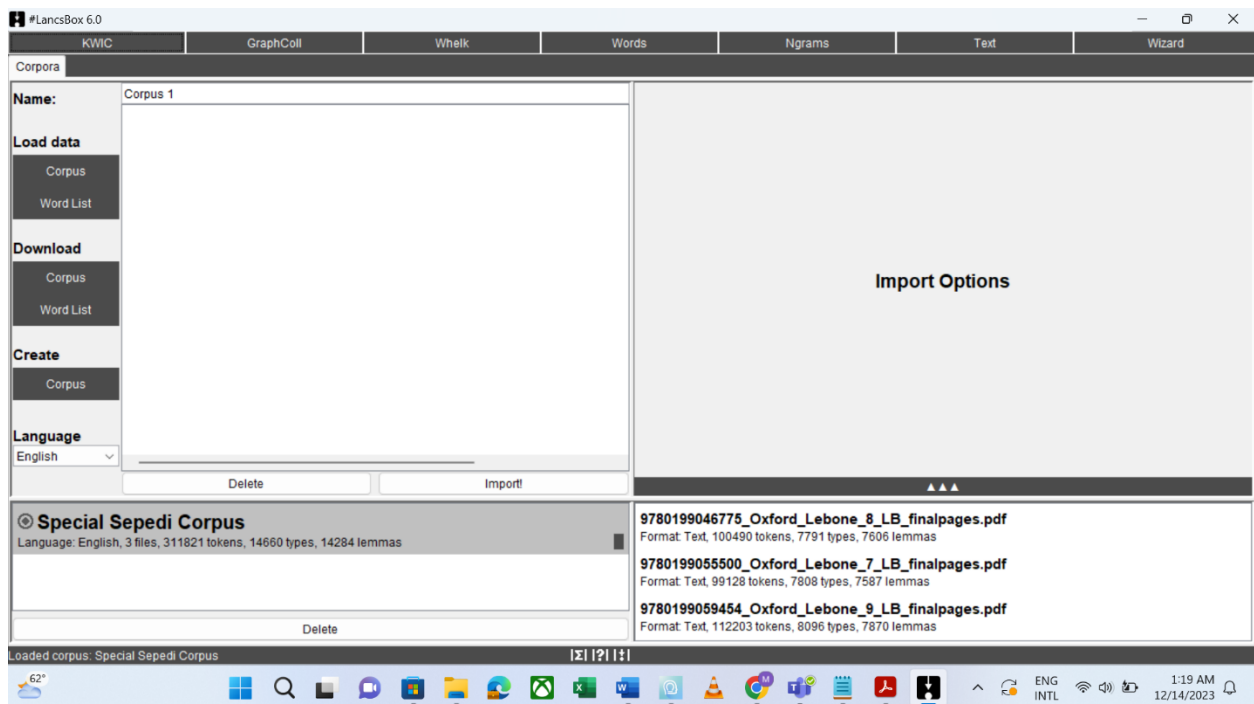 #LancsBox 6.0
KWIC GraphColl Whelk Words Ngrams Text Wizard
Corpora
Name:
Corpus 1
Load data
Corpus
Word List
Download
Corpus
Word List
Create
Corpus
Language
English
Delete Import!
Import Options
▲▲▲
Special Sepedi Corpus
Language: English, 3 files, 311821 tokens, 14660 types, 14284 lemmas
Delete
9780199046775_Oxford_Lebone_8_LB_finalpages.pdf
Format: Text, 100490 tokens, 7791 types, 7606 lemmas
9780199055500_Oxford_Lebone_7_LB_finalpages.pdf
Format: Text, 99128 tokens, 7808 types, 7587 lemmas
9780199059454_Oxford_Lebone_9_LB_finalpages.pdf
Format: Text, 112203 tokens, 8096 types, 7870 lemmas
Loaded corpus: Special Sepedi Corpus
|Σ| |?| |‡|
62°
ENG
INTL
1:19 AM
12/14/2023